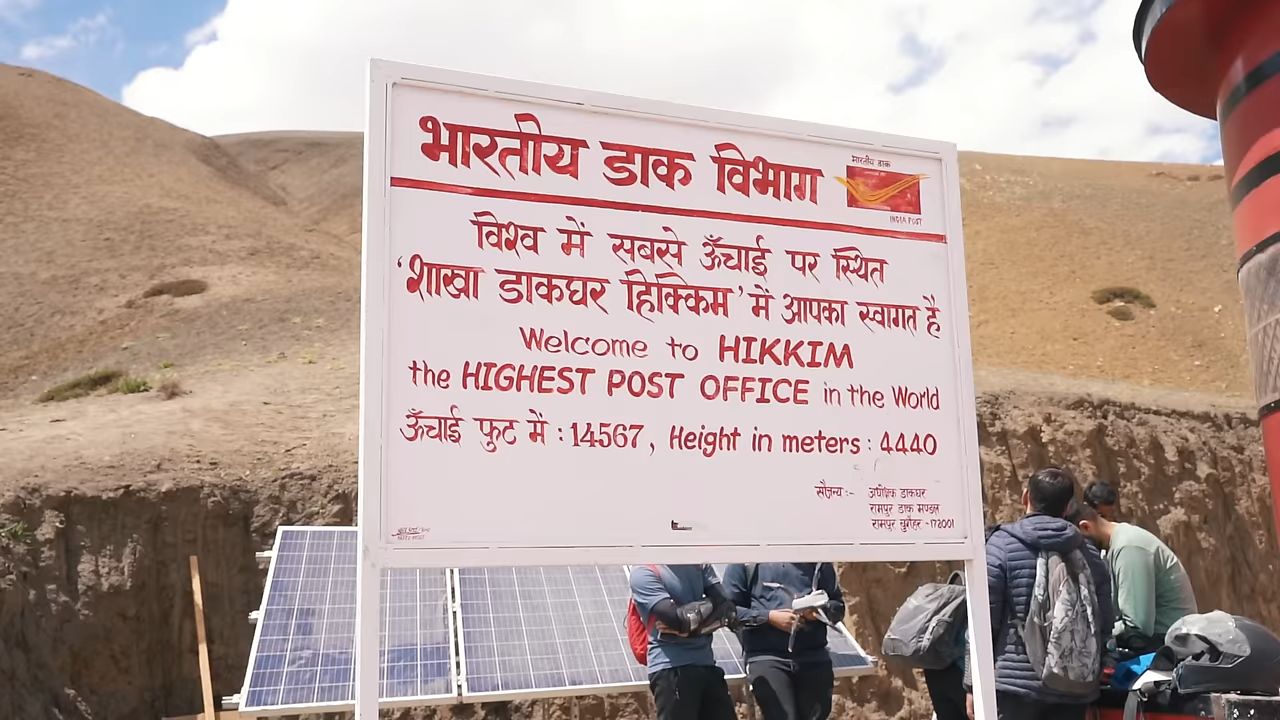 भारतीय डाक विभाग
भारतीय डाक
INDIA POST
विश्व में सबसे ऊँचाई पर स्थित
'शाखा डाकघर हिक्किम' में आपका स्वागत है
Welcome to HIKKIM
the HIGHEST POST OFFICE in the World
ऊँचाई फुट में : 14567, Height in meters : 4440
सौजन्य :- अधीक्षक डाकघर
रामपुर डाक मण्डल
रामपुर बुशैहर -172001